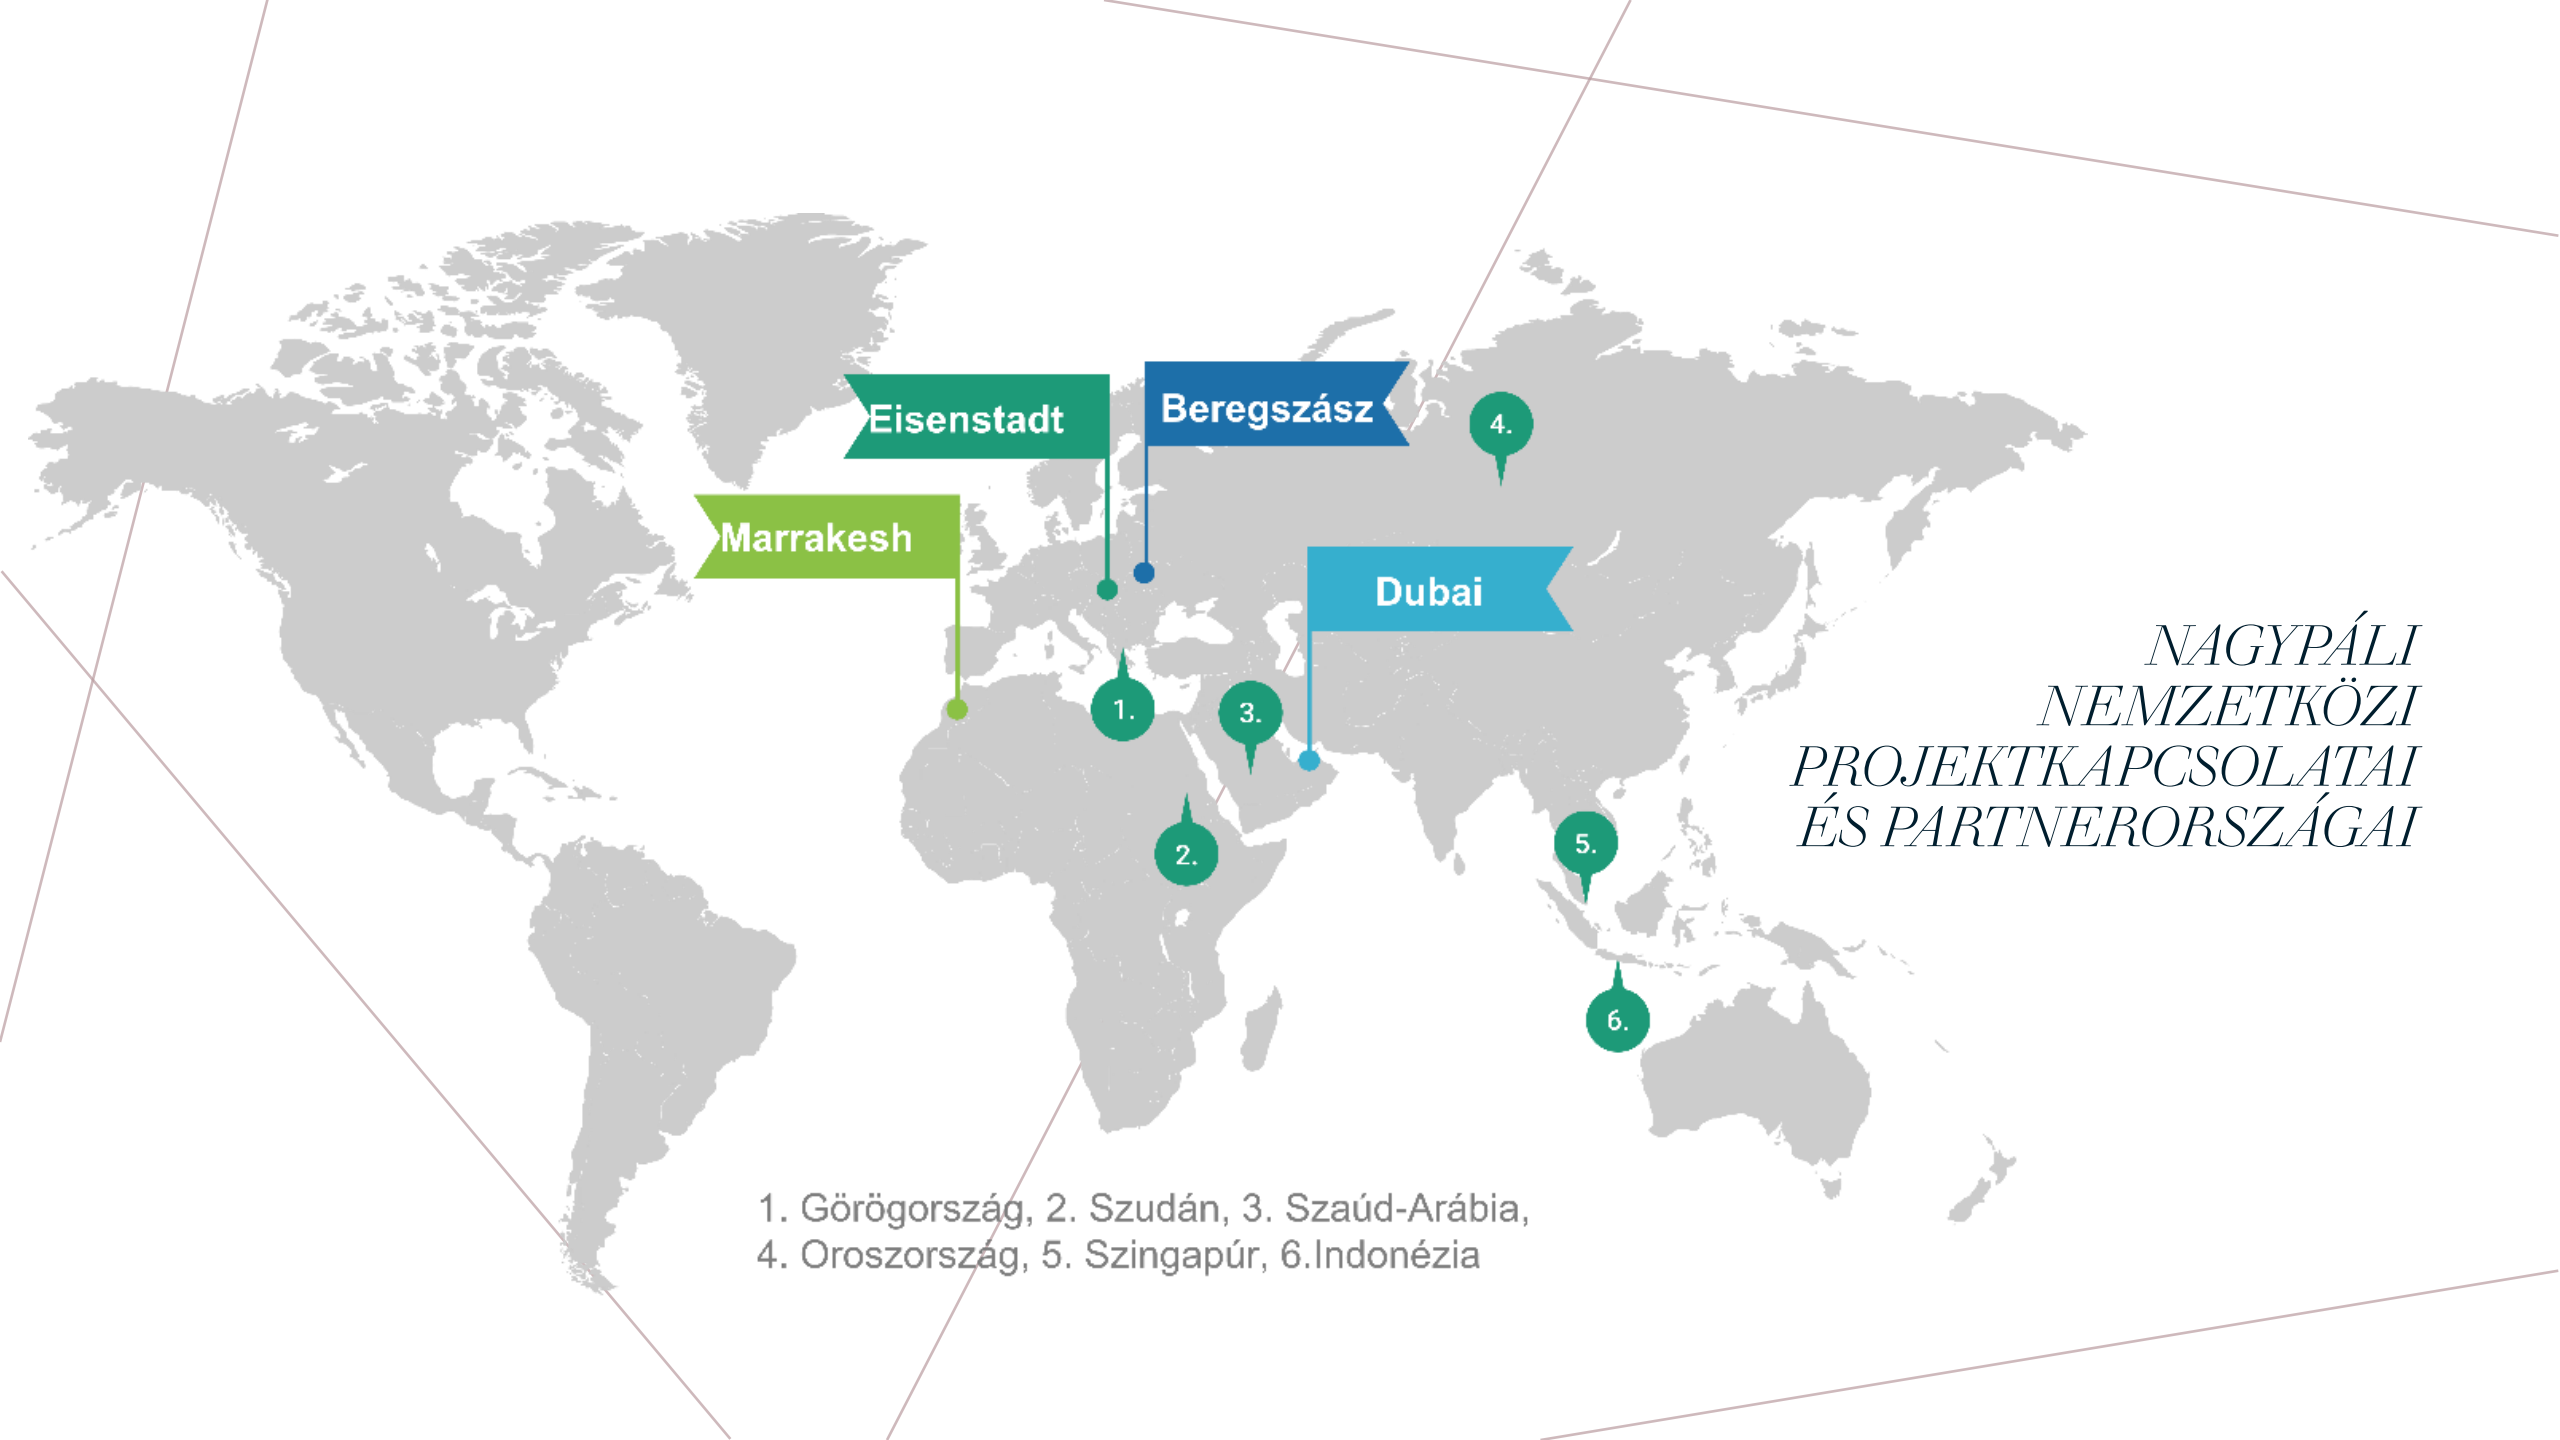 Eisenstadt
Beregszász
Marrakesh
Dubai
4.
1.
3.
2.
5.
6.
NAGYPÁLI
NEMZETKÖZI
PROJEKTKAPCSOLATAI
ÉS PARTNERORSZÁGAI
1. Görögország, 2. Szudán, 3. Szaúd-Arábia,
4. Oroszország, 5. Szingapúr, 6.Indonézia